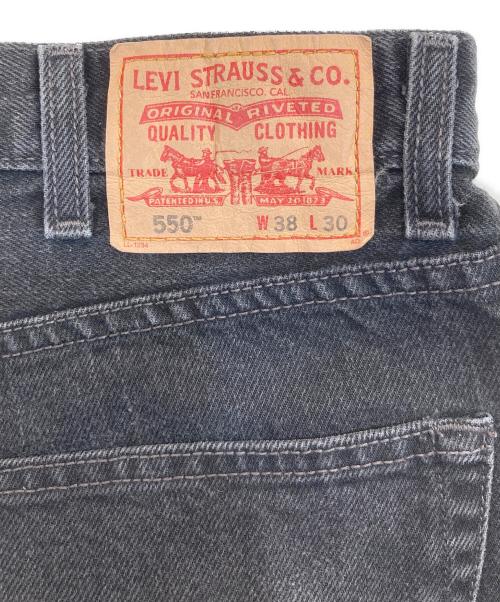 LEVI STRAUSS & CO.
SAN FRANCISCO. CAL.
ORIGINAL RIVETED
QUALITY CLOTHING
TRADE MARK
PATENTED IN U.S. MAY 20 1873
550™ W 38 L 30